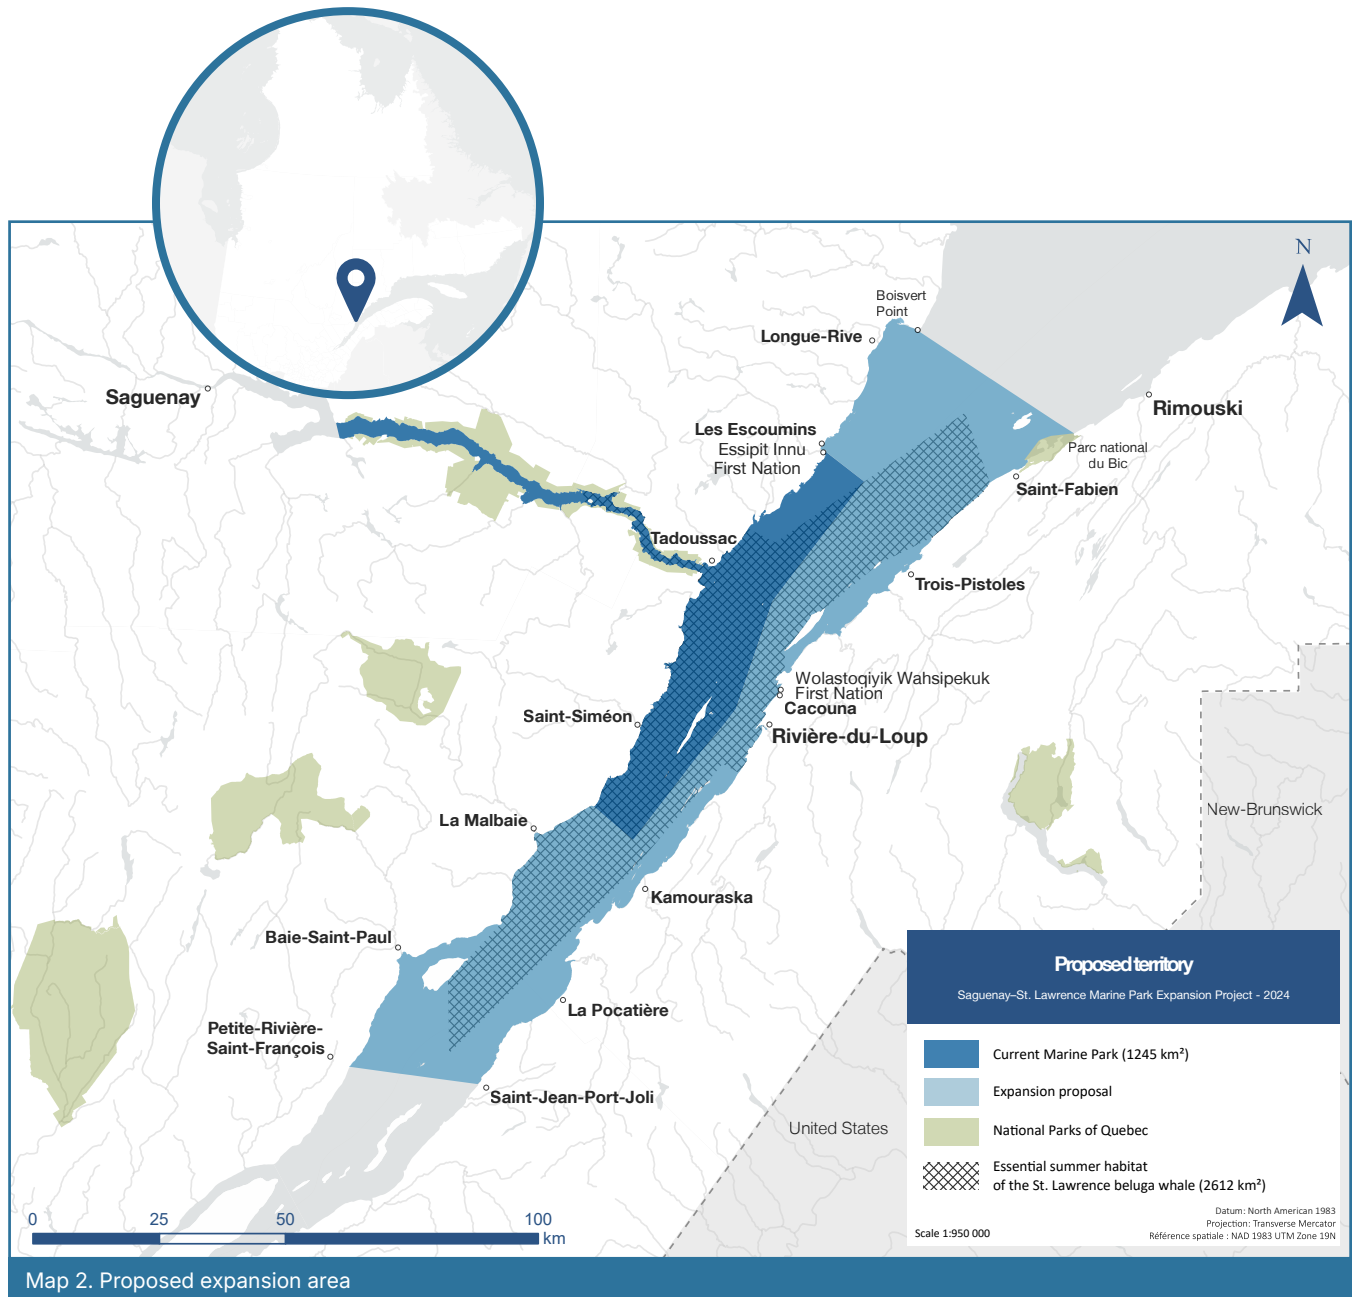 N
Boisvert
Point
Longue-Rive
Saguenay
Rimouski
Les Escoumins
Essipit Innu
First Nation
Parc national
du Bic
Saint-Fabien
Tadoussac
Trois-Pistoles
Wolastoqiyik Wahsipekuk
First Nation
Cacouna
Saint-Siméon
Rivière-du-Loup
New-Brunswick
La Malbaie
Kamouraska
Baie-Saint-Paul
La Pocatière
Petite-Rivière-
Saint-François
Saint-Jean-Port-Joli
United States
Proposed territory
Saguenay–St. Lawrence Marine Park Expansion Project - 2024
Current Marine Park (1245 km²)
Expansion proposal
National Parks of Quebec
Essential summer habitat
of the St. Lawrence beluga whale (2612 km²)
Datum: North American 1983
Projection: Transverse Mercator
Référence spatiale : NAD 1983 UTM Zone 19N
Scale 1:950 000
0 25 50 100
km
Map 2. Proposed expansion area